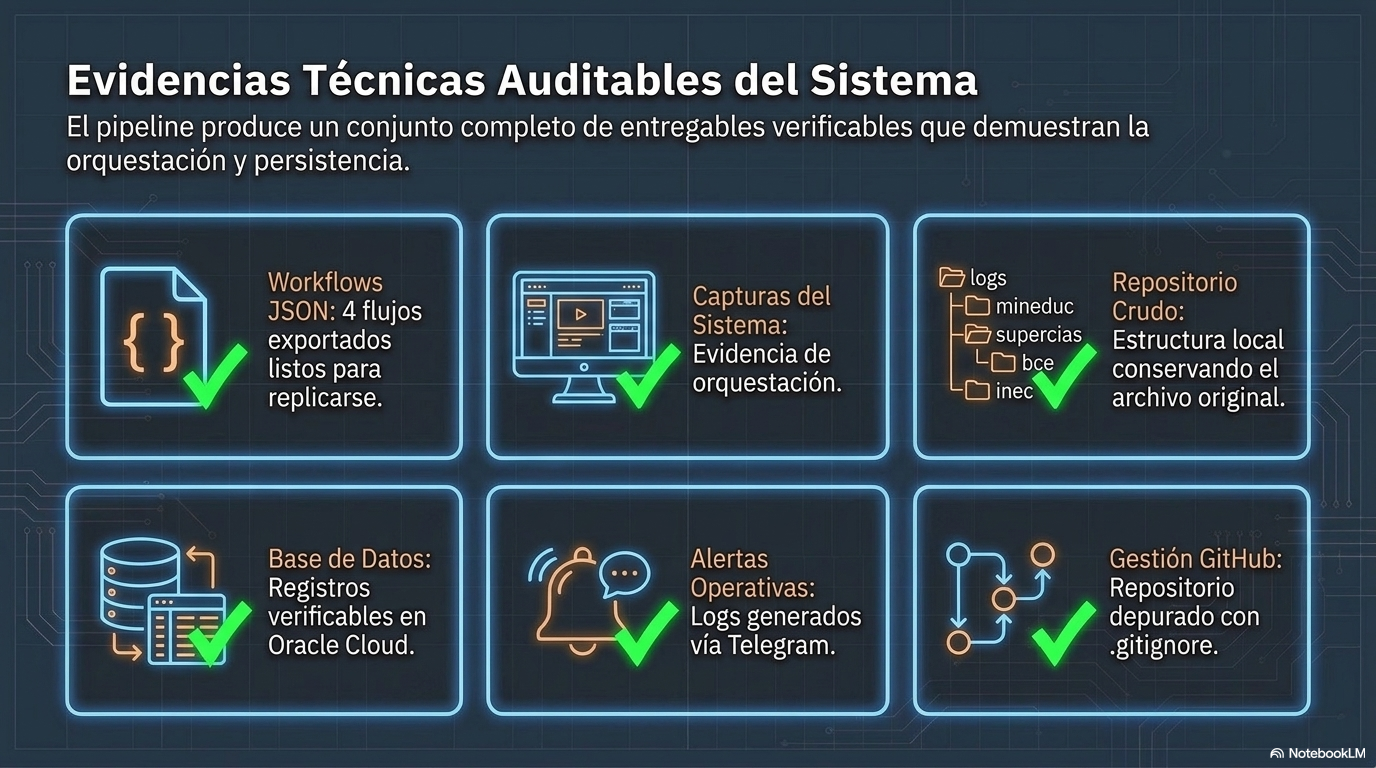 Evidencias Técnicas Auditables del Sistema
El pipeline produce un conjunto completo de entregables verificables que demuestran la
orquestación y persistencia.
{ }
Workflows
JSON: 4 flujos
exportados
listos para
replicarse.
Capturas del
Sistema:
Evidencia de
orquestación.
logs
mineduc
supercias
bce
inec
Repositorio
Crudo:
Estructura local
conservando el
archivo original.
Base de Datos:
Registros
verificables en
Oracle Cloud.
Alertas
Operativas:
Logs generados
vía Telegram.
Gestión GitHub:
Repositorio
depurado con
.gitignore.
NotebookLM